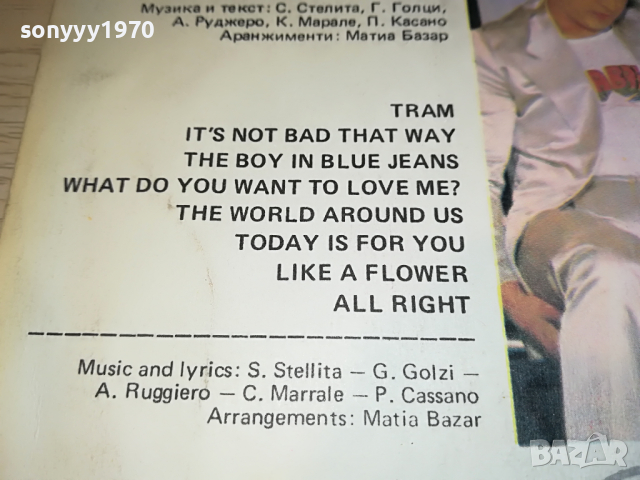 sonyyy1970
Музика и текст: С. Стелита, Г. Голци,
А. Руджеро, К. Марале, П. Касано
Аранжименти: Матиа Базар
TRAM
IT'S NOT BAD THAT WAY
THE BOY IN BLUE JEANS
WHAT DO YOU WANT TO LOVE ME?
THE WORLD AROUND US
TODAY IS FOR YOU
LIKE A FLOWER
ALL RIGHT
Music and lyrics: S. Stellita — G. Golzi —
A. Ruggiero — C. Marrale — P. Cassano
Arrangements: Matia Bazar
BAZAR